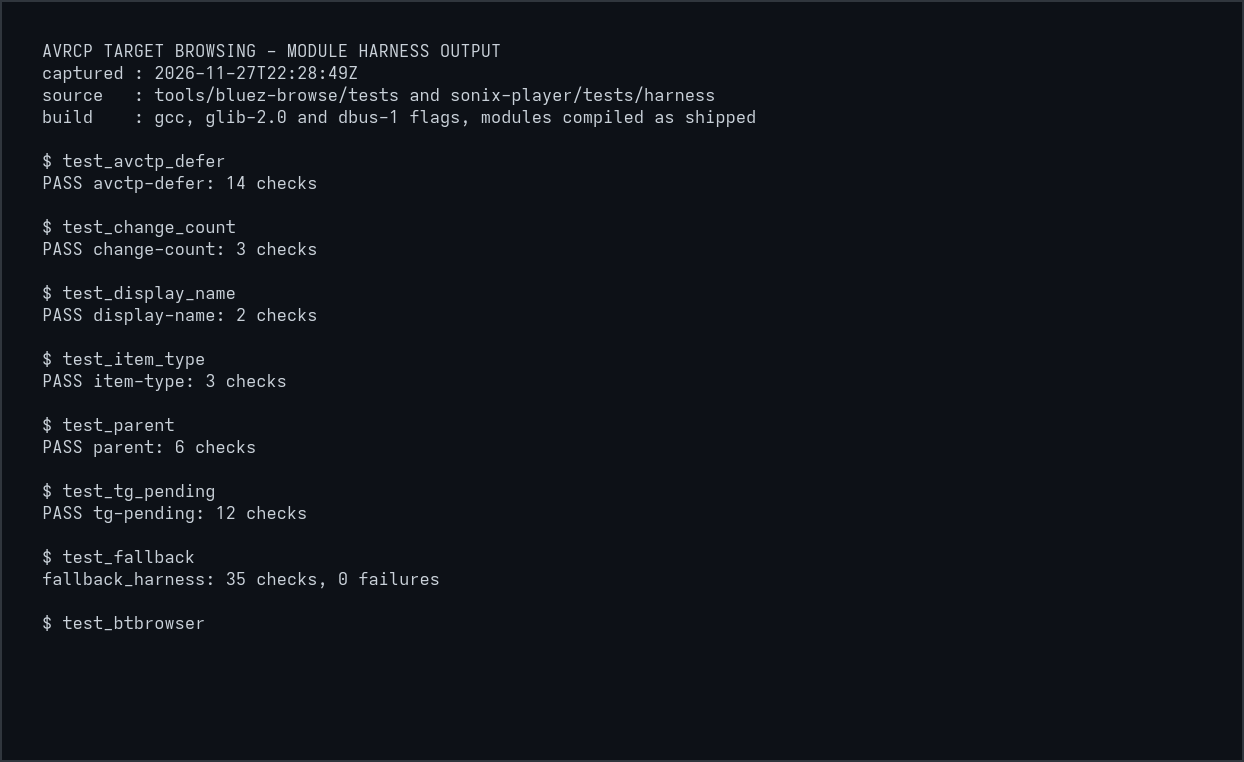 AVRCP TARGET BROWSING - MODULE HARNESS OUTPUT
captured : 2026-11-27T22:28:49Z
source   : tools/bluez-browse/tests and sonix-player/tests/harness
build    : gcc, glib-2.0 and dbus-1 flags, modules compiled as shipped

$ test_avctp_defer
PASS avctp-defer: 14 checks

$ test_change_count
PASS change-count: 3 checks

$ test_display_name
PASS display-name: 2 checks

$ test_item_type
PASS item-type: 3 checks

$ test_parent
PASS parent: 6 checks

$ test_tg_pending
PASS tg-pending: 12 checks

$ test_fallback
fallback_harness: 35 checks, 0 failures

$ test_btbrowser